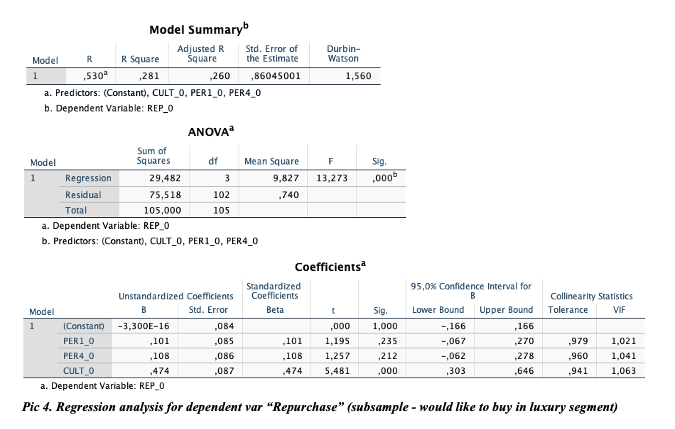 Model Summaryb
Model R R Square Adjusted R Square Std. Error of the Estimate Durbin-Watson
1 ,530a ,281 ,260 ,86045001 1,560
a. Predictors: (Constant), CULT_0, PER1_0, PER4_0
b. Dependent Variable: REP_0
ANOVAa
Model Sum of Squares df Mean Square F Sig.
1 Regression 29,482 3 9,827 13,273 ,000b
Residual 75,518 102 ,740
Total 105,000 105
a. Dependent Variable: REP_0
b. Predictors: (Constant), CULT_0, PER1_0, PER4_0
Coefficientsa
Unstandardized Coefficients Standardized Coefficients 95,0% Confidence Interval for B Collinearity Statistics
Model B Std. Error Beta t Sig. Lower Bound Upper Bound Tolerance VIF
1 (Constant) -3,300E-16 ,084 ,000 1,000 -,166 ,166
PER1_0 ,101 ,085 ,101 1,195 ,235 -,067 ,270 ,979 1,021
PER4_0 ,108 ,086 ,108 1,257 ,212 -,062 ,278 ,960 1,041
CULT_0 ,474 ,087 ,474 5,481 ,000 ,303 ,646 ,941 1,063
a. Dependent Variable: REP_0
Pic 4. Regression analysis for dependent var “Repurchase” (subsample - would like to buy in luxury segment)